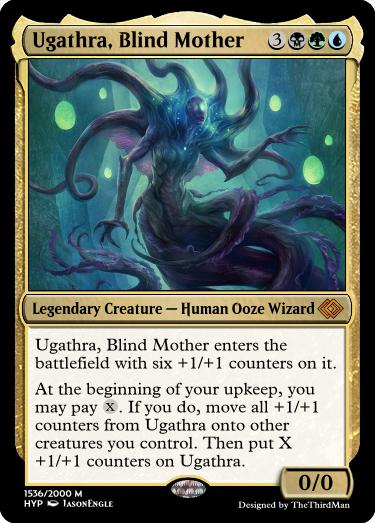 Ugathra, Blind Mother 3
Legendary Creature — Human Ooze Wizard
Ugathra, Blind Mother enters the
battlefield with six +1/+1 counters on it.
At the beginning of your upkeep, you
may pay X. If you do, move all +1/+1
counters from Ugathra onto other
creatures you control. Then put X
+1/+1 counters on Ugathra.
0/0
1536/2000 M
HYP JASON ENGLE
Designed by TheThirdMan